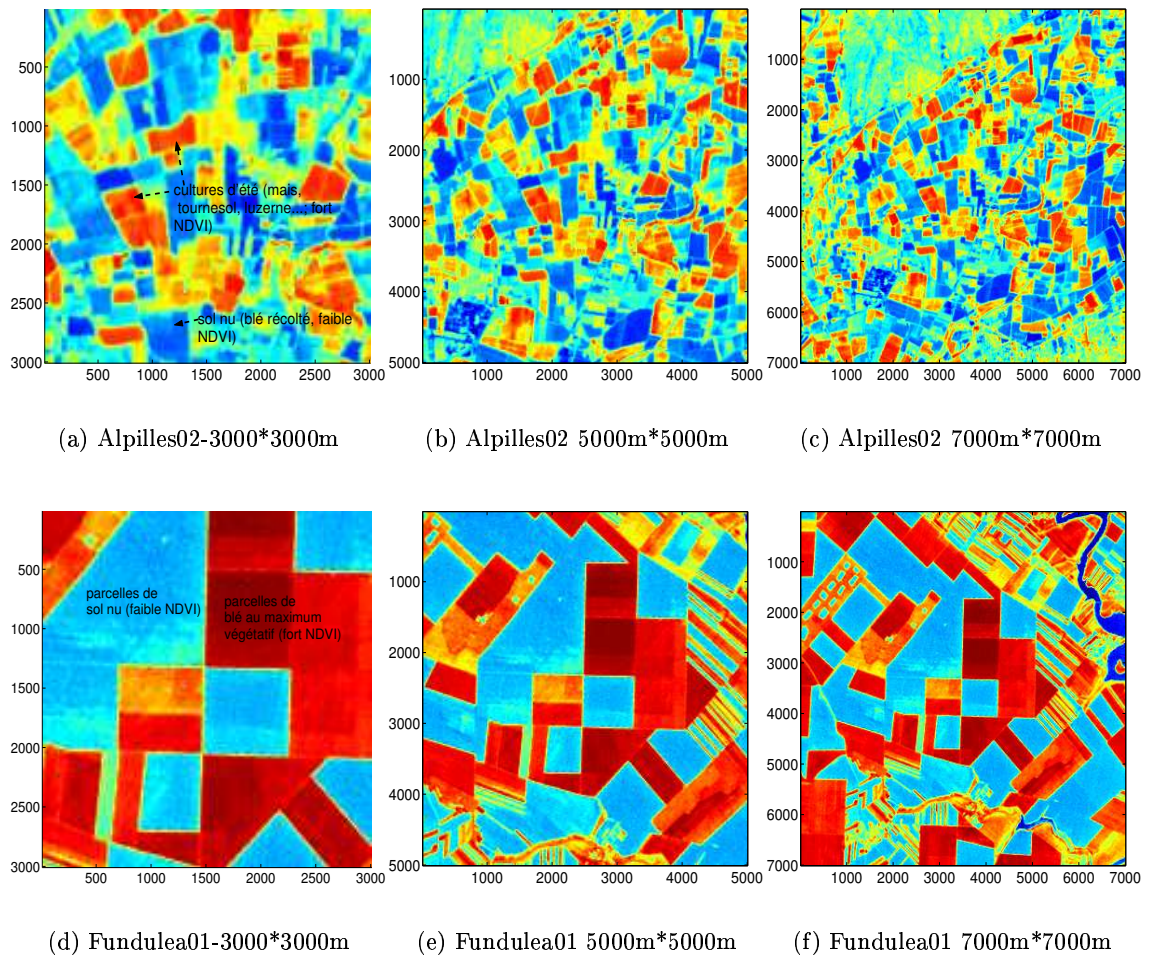 500
1000
1500
2000
2500
3000
500 1000 1500 2000 2500 3000
cultures d'été (mais,
tournesol, luzerne...; fort
NDVI)
sol nu (blé récolté, faible
NDVI)
1000
2000
3000
4000
5000
1000 2000 3000 4000 5000
1000
2000
3000
4000
5000
6000
7000
1000 2000 3000 4000 5000 6000 7000
(a) Alpilles02-3000*3000m
(b) Alpilles02 5000m*5000m
(c) Alpilles02 7000m*7000m
500
1000
1500
2000
2500
3000
500 1000 1500 2000 2500 3000
parcelles de
sol nu (faible NDVI)
parcelles de
blé au maximum
végétatif (fort NDVI)
1000
2000
3000
4000
5000
1000 2000 3000 4000 5000
1000
2000
3000
4000
5000
6000
7000
1000 2000 3000 4000 5000 6000 7000
(d) Fundulea01-3000*3000m
(e) Fundulea01 5000m*5000m
(f) Fundulea01 7000m*7000m